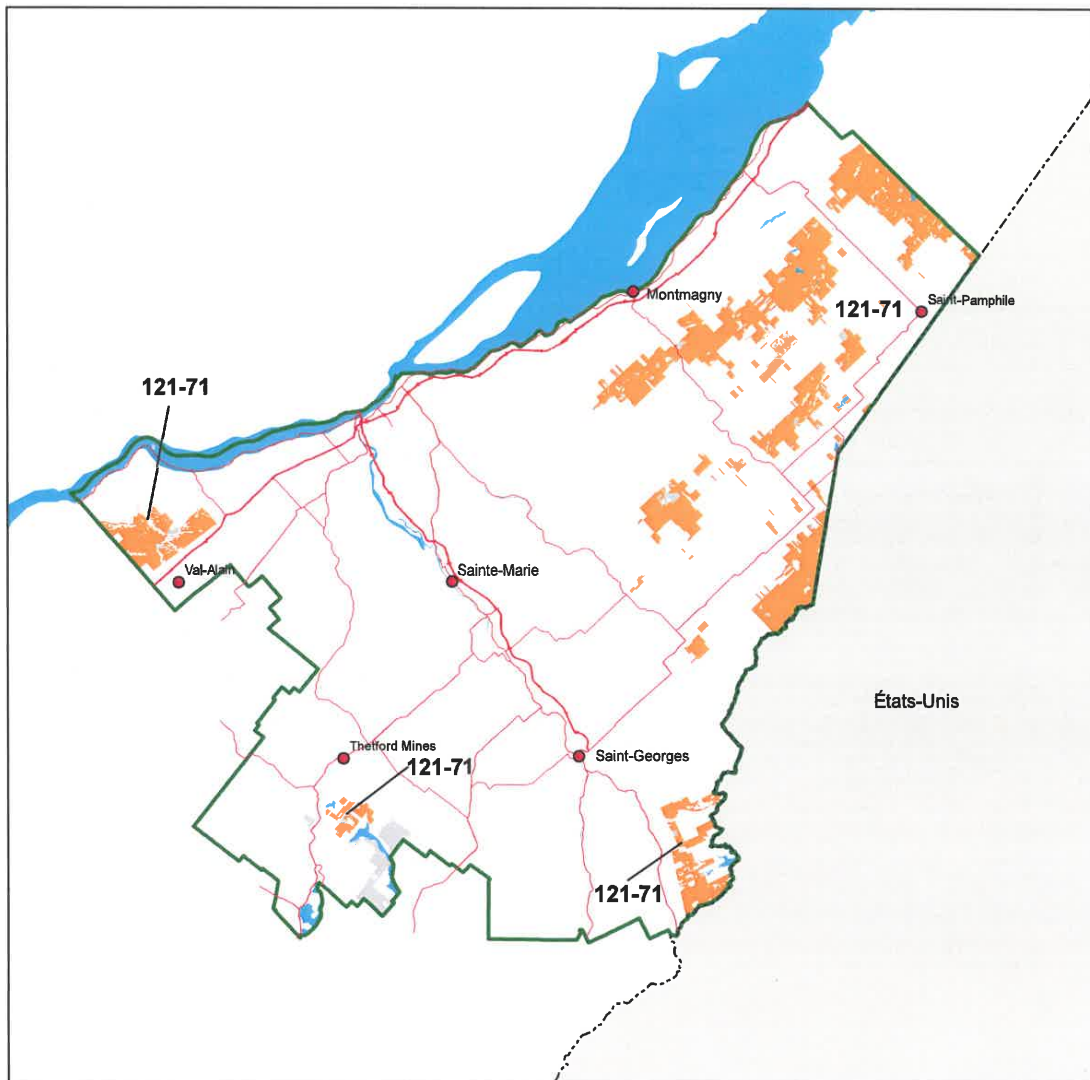 Montmagny
Saint-Pamphile
121-71
121-71
Val-Alain
Sainte-Marie
États-Unis
Thetford Mines
Saint-Georges
121-71
121-71